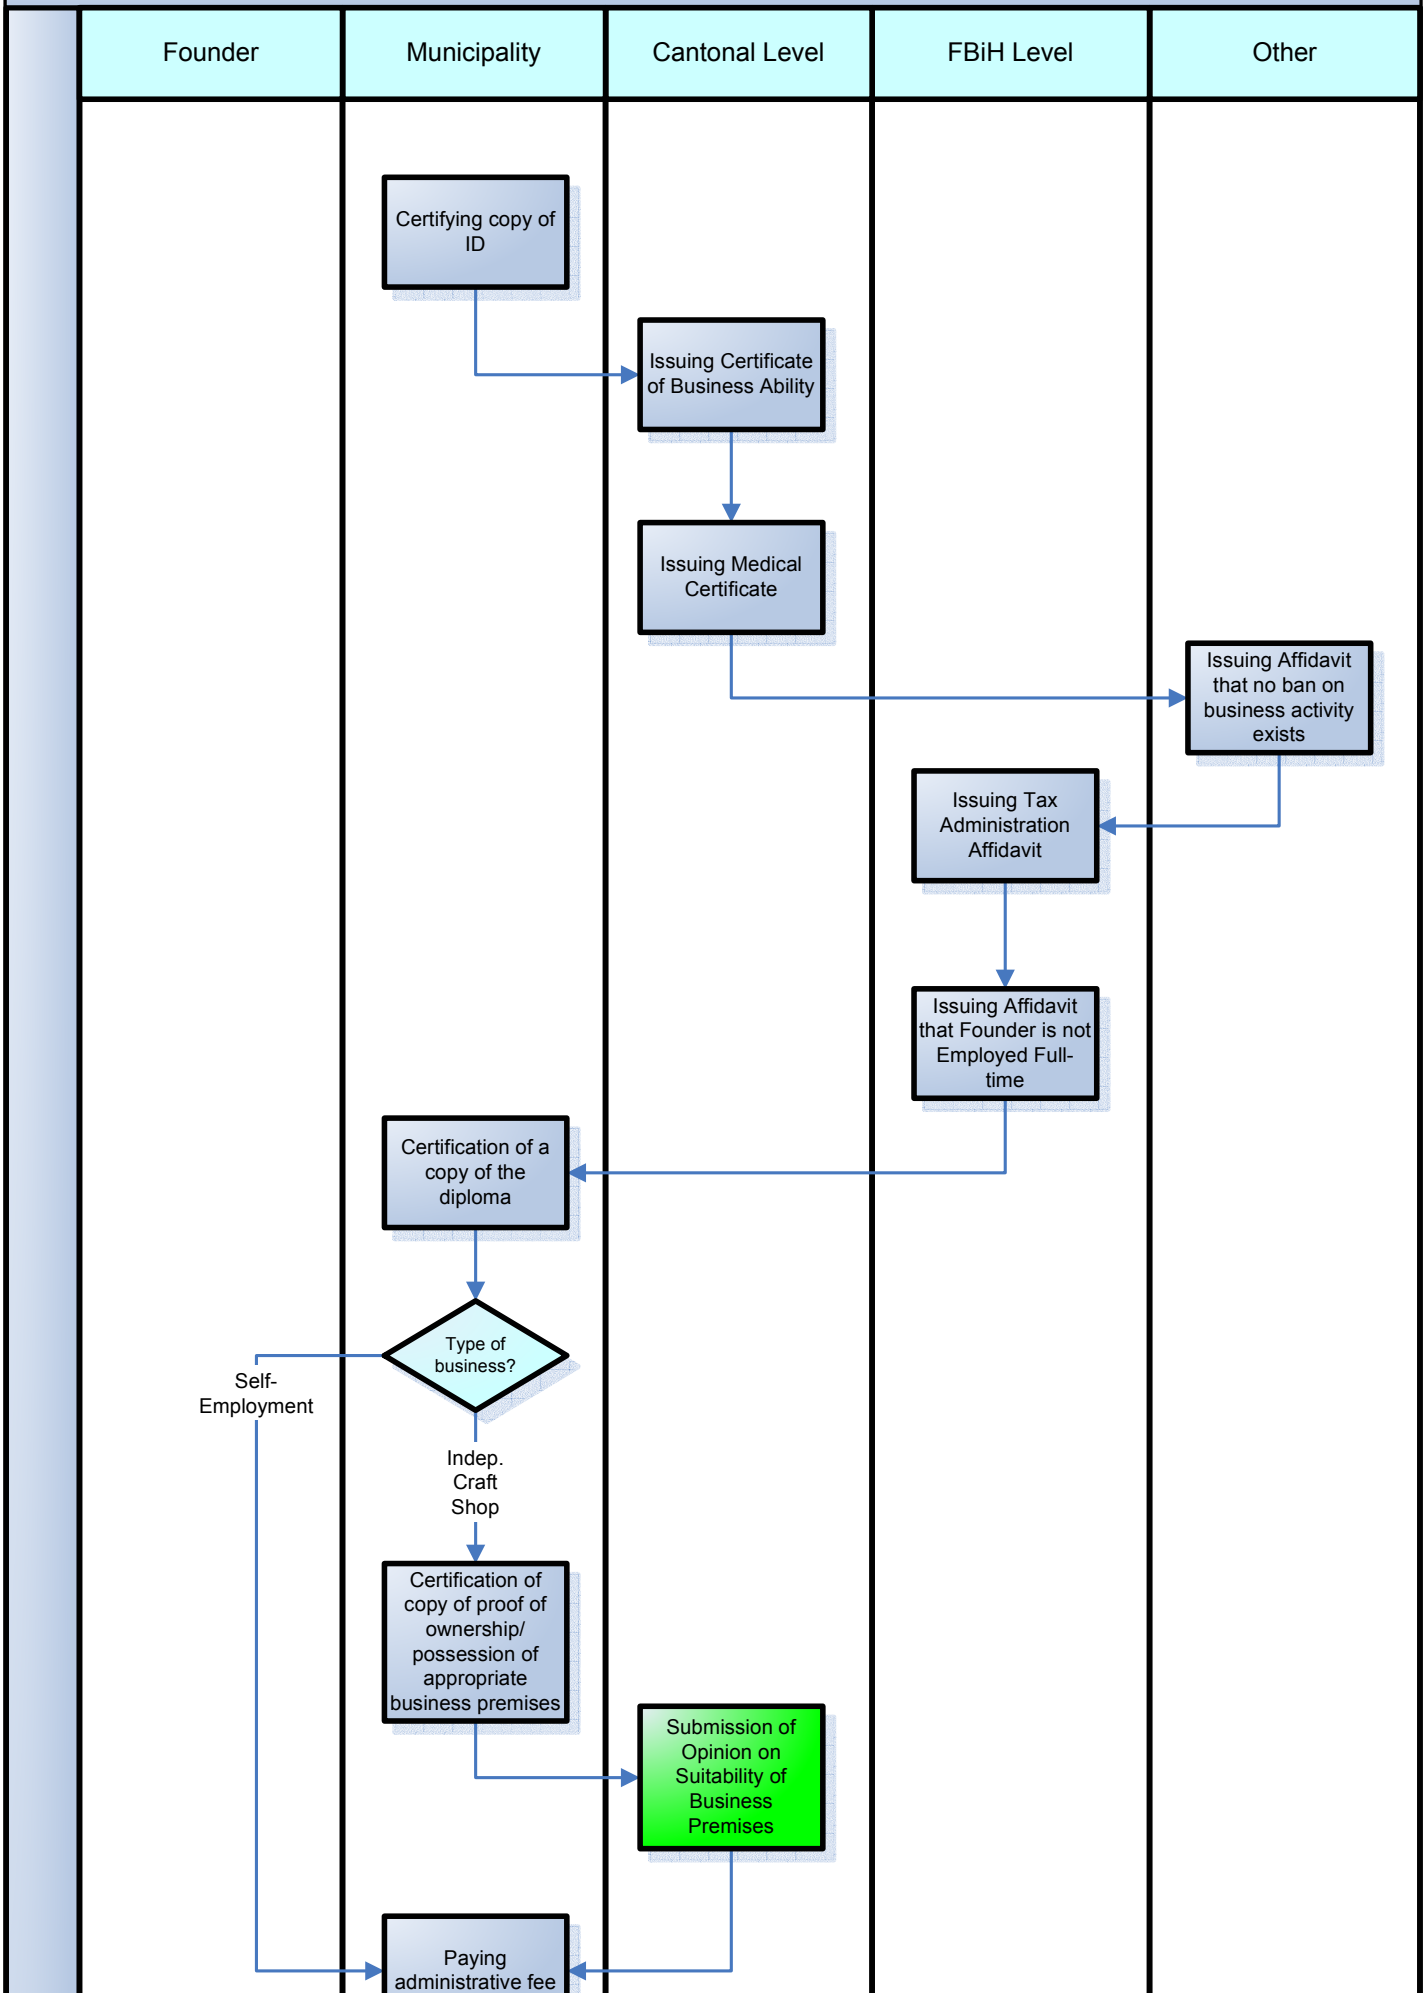 Founder
Municipality
Cantonal Level
FBiH Level
Other
Certifying copy of
ID
Issuing Certificate
of Business Ability
Issuing Medical
Certificate
Issuing Affidavit
that no ban on
business activity
exists
Issuing Tax
Administration
Affidavit
Issuing Affidavit
that Founder is not
Employed Full-
time
Certification of a
copy of the
diploma
Type of
business?
Self-
Employment
Indep.
Craft
Shop
Certification of
copy of proof of
ownership/
possession of
appropriate
business premises
Submission of
Opinion on
Suitability of
Business
Premises
Paying
administrative fee